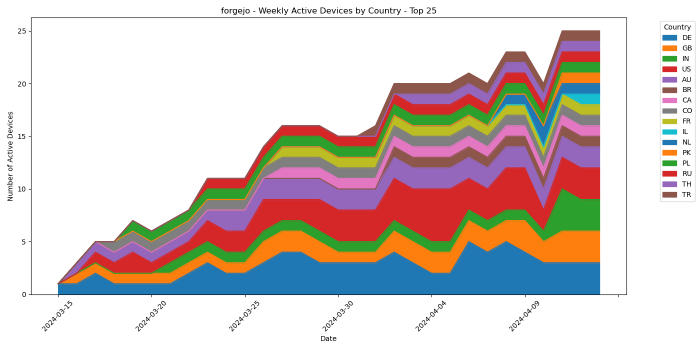 forgejo - Weekly Active Devices by Country - Top 25
Number of Active Devices
25
20
15
10
5
0
2024-03-15
2024-03-20
2024-03-25
2024-03-30
2024-04-04
2024-04-09
Date
Country
DE
GB
IN
US
AU
BR
CA
CO
FR
IL
NL
PK
PL
RU
TH
TR